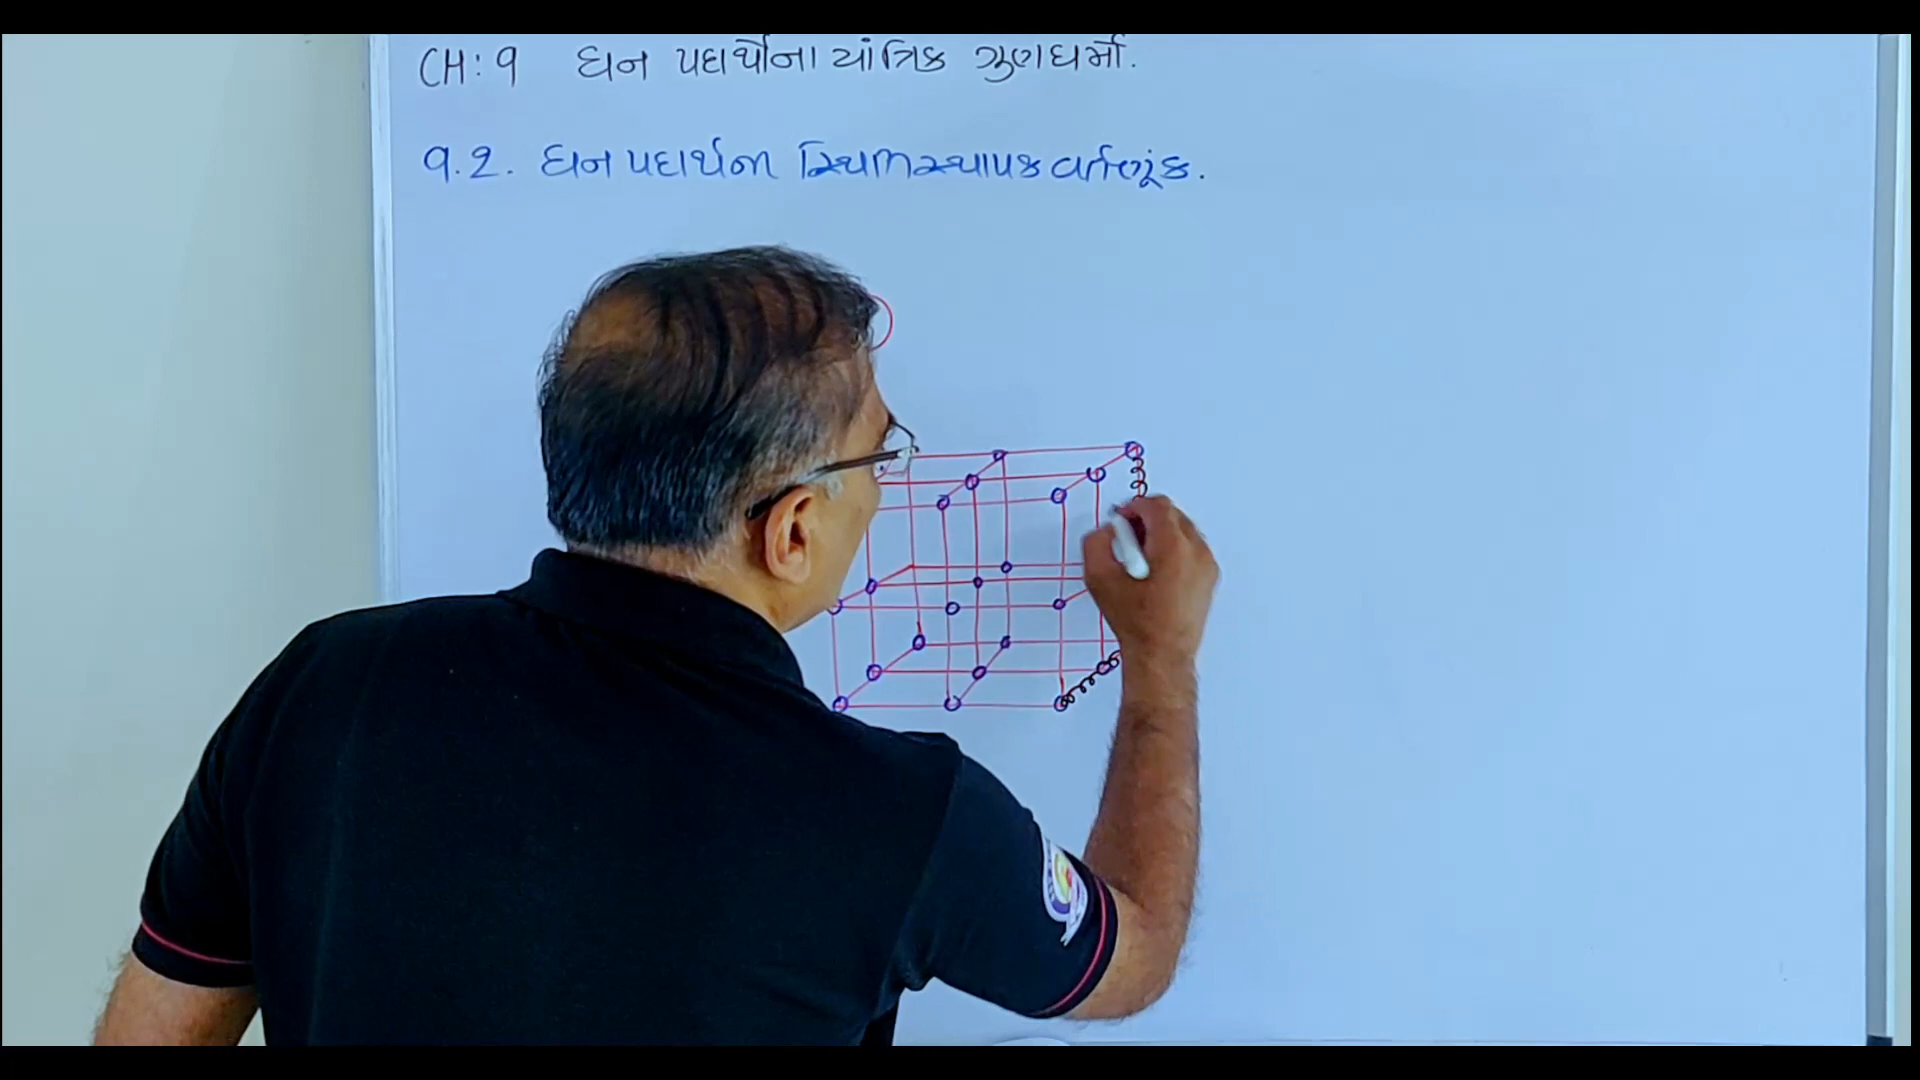 CH: 9 ઘન પદાર્થોના યાંત્રિક ગુણધર્મો.
9.2. ઘન પદાર્થના સ્થિતિસ્થાપક વર્તણૂંક.